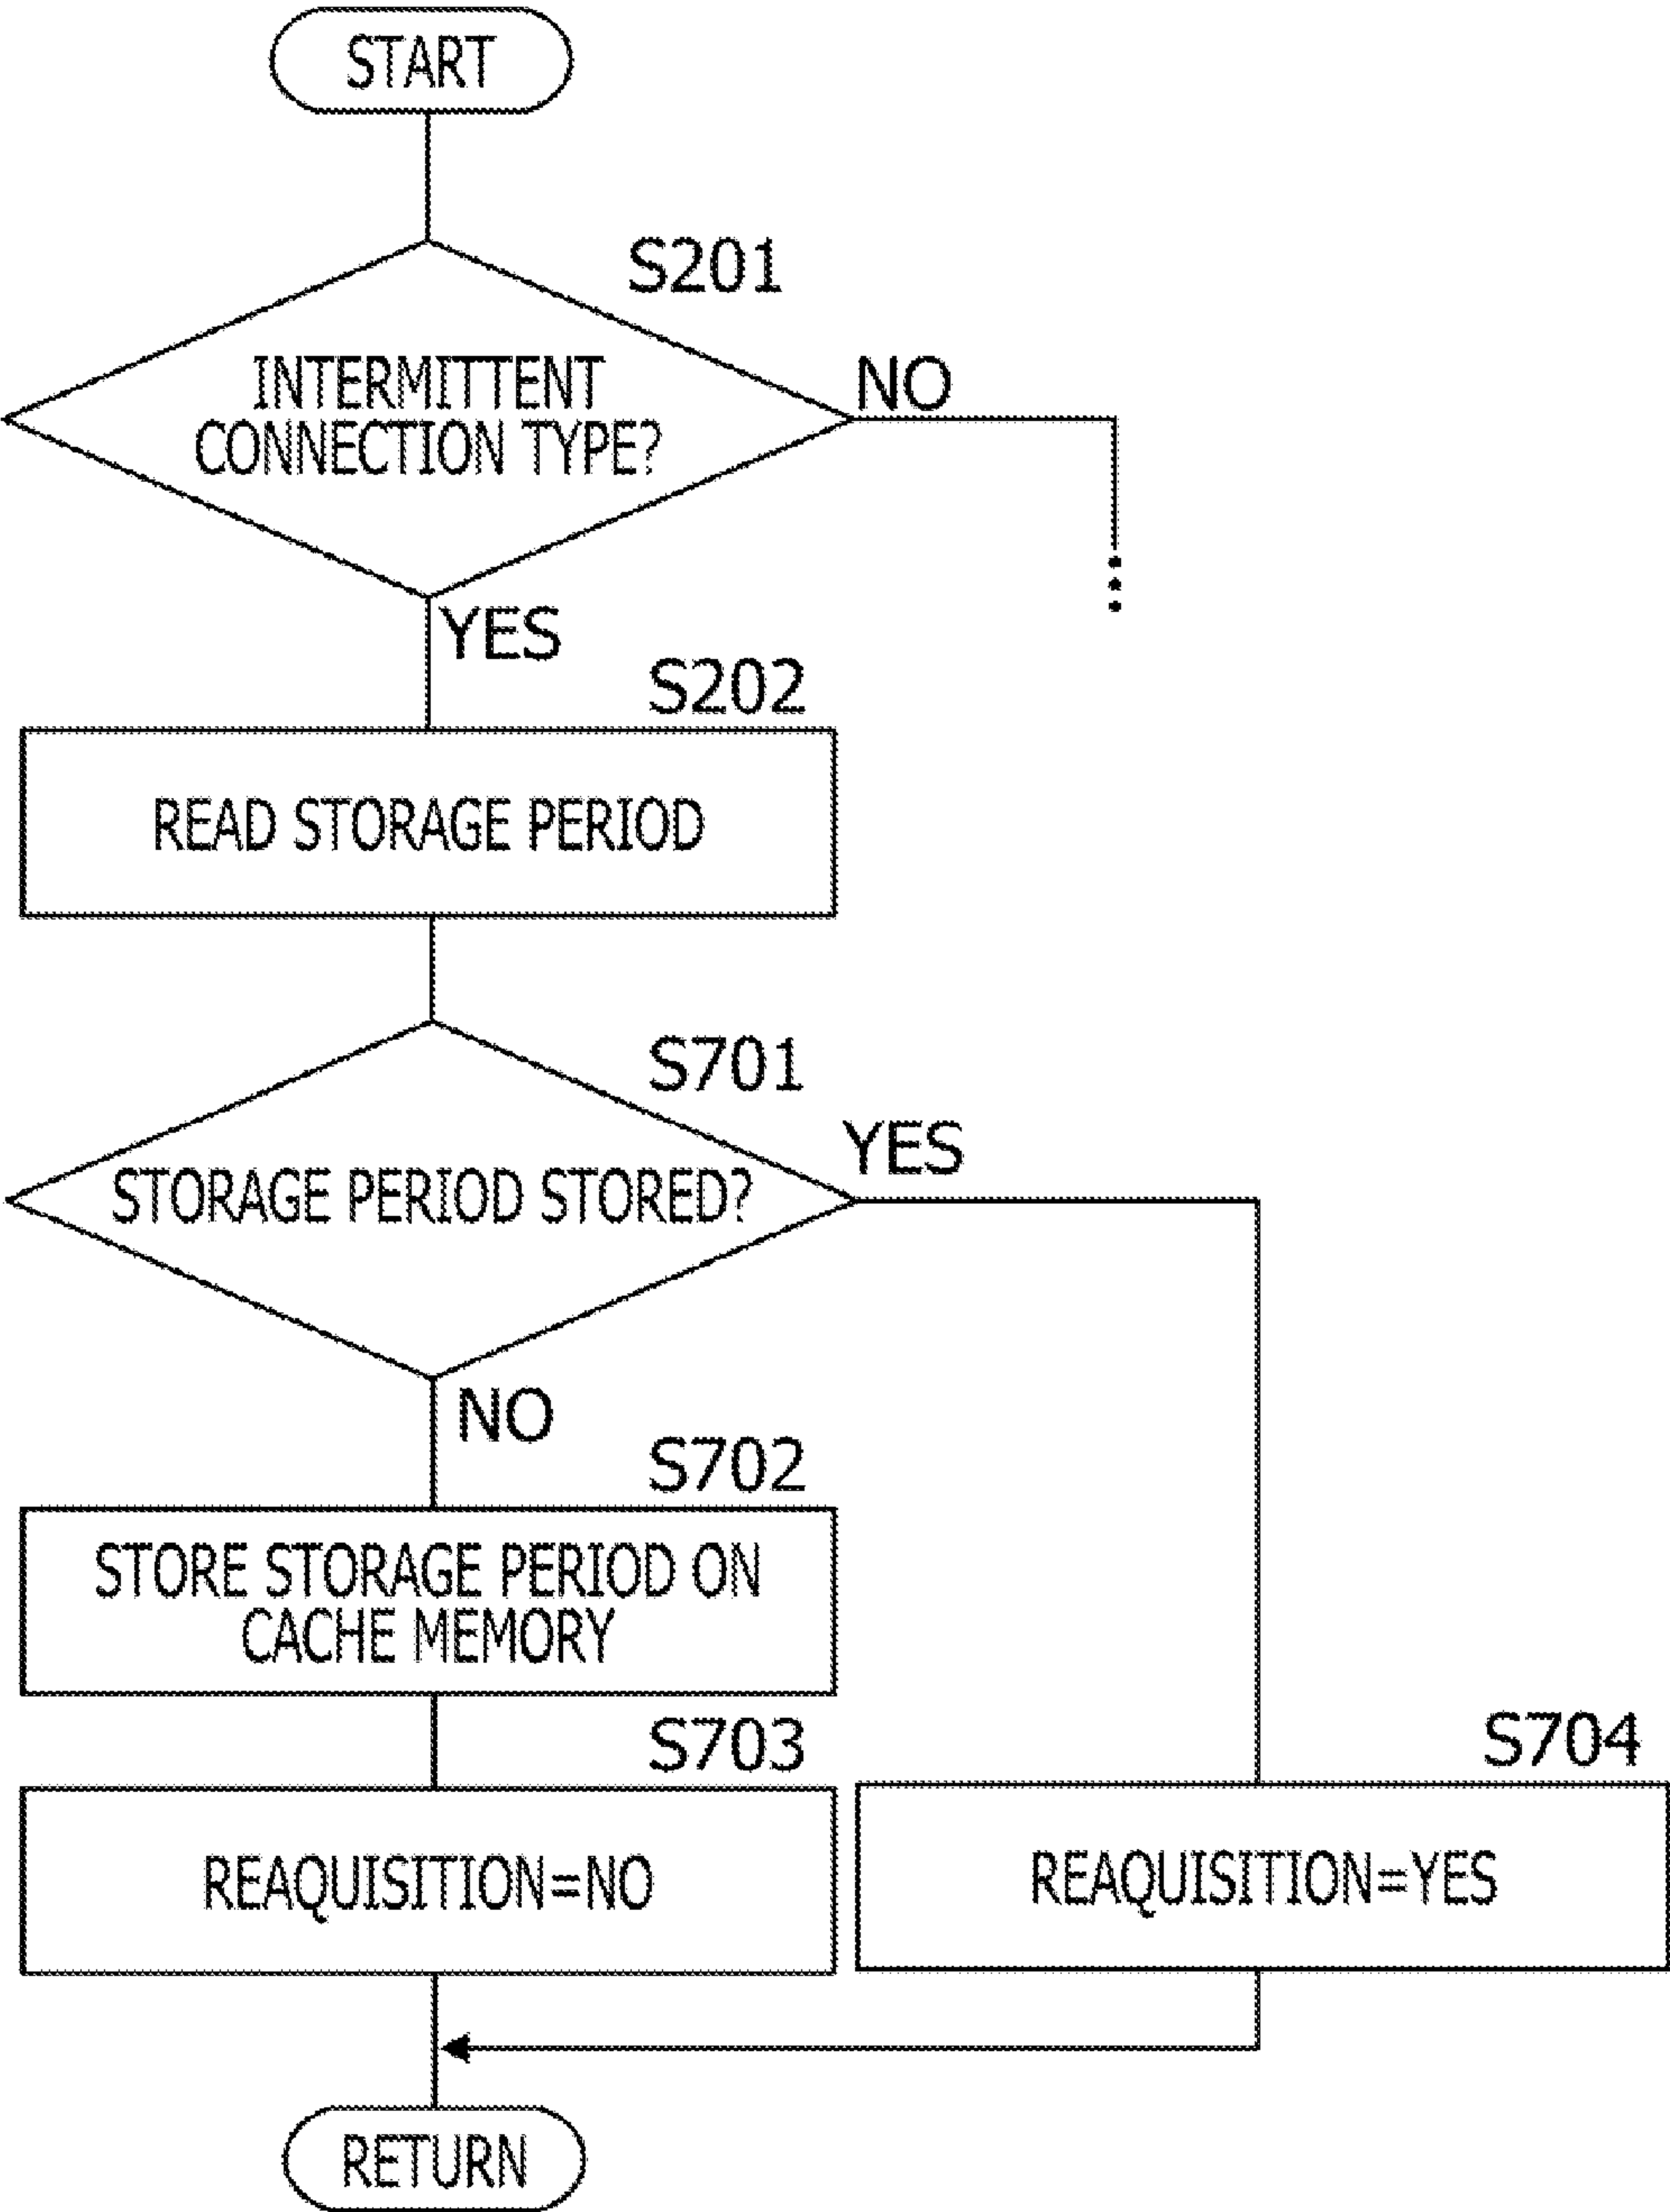 START
S201
INTERMITTENT
CONNECTION TYPE?
NO
YES
S202
READ STORAGE PERIOD
S701
STORAGE PERIOD STORED?
YES
NO
S702
STORE STORAGE PERIOD ON
CACHE MEMORY
S703
REAQUISITION=NO
S704
REAQUISITION=YES
RETURN